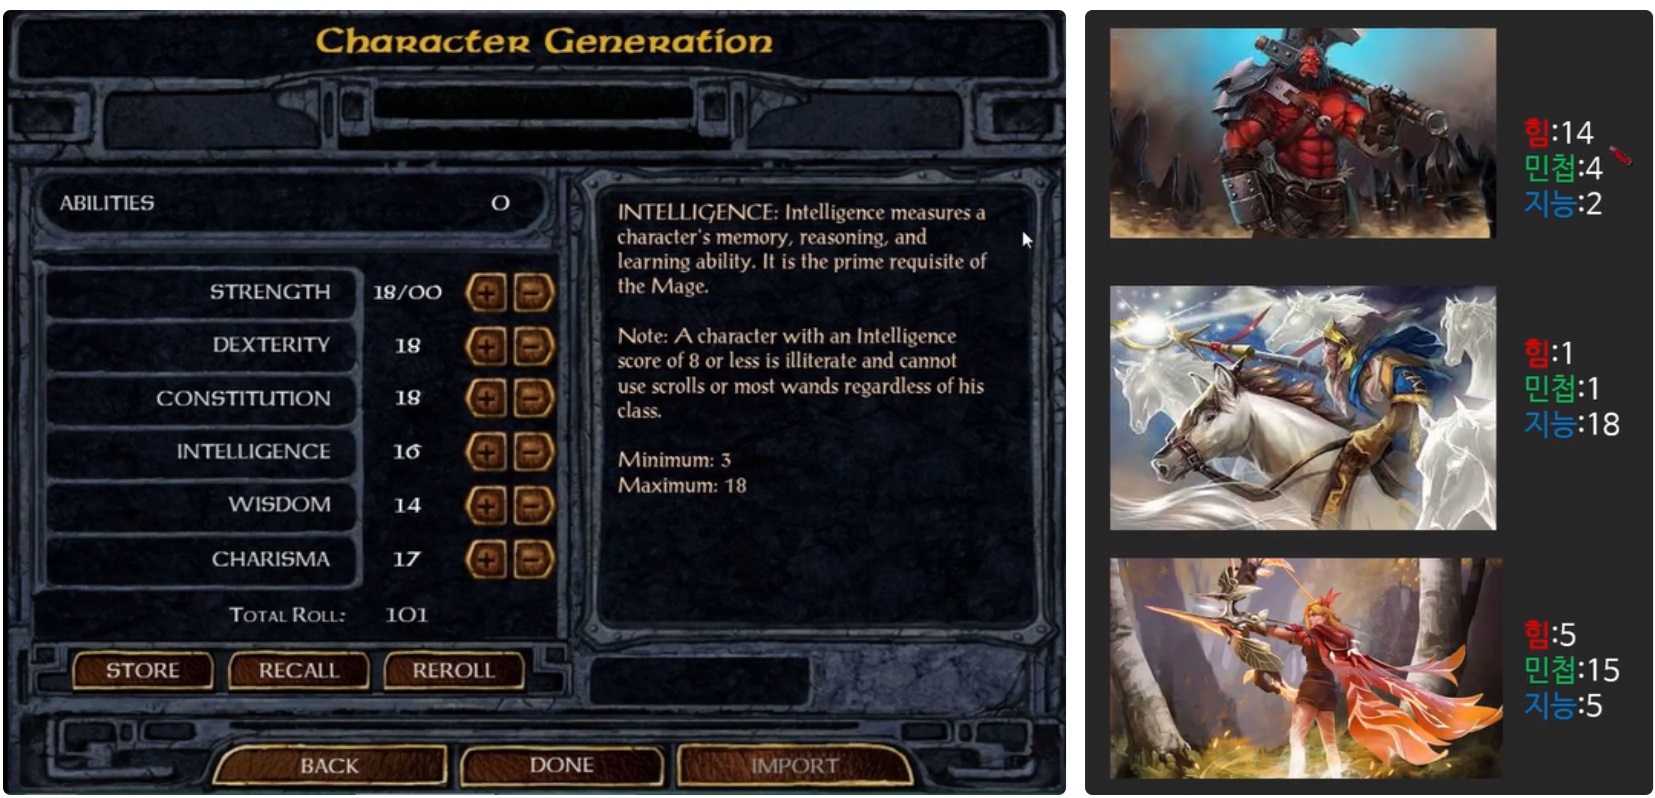 Character Generation
ABILITIES 0
STRENGTH 18/00
DEXTERITY 18
CONSTITUTION 18
INTELLIGENCE 16
WISDOM 14
CHARISMA 17
TOTAL ROLL: 101
STORE RECALL REROLL
INTELLIGENCE: Intelligence measures a
character's memory, reasoning, and
learning ability. It is the prime requisite of
the Mage.
Note: A character with an Intelligence
score of 8 or less is illiterate and cannot
use scrolls or most wands regardless of his
class.
Minimum: 3
Maximum: 18
BACK DONE IMPORT
힘:14
민첩:4
지능:2
힘:1
민첩:1
지능:18
힘:5
민첩:15
지능:5